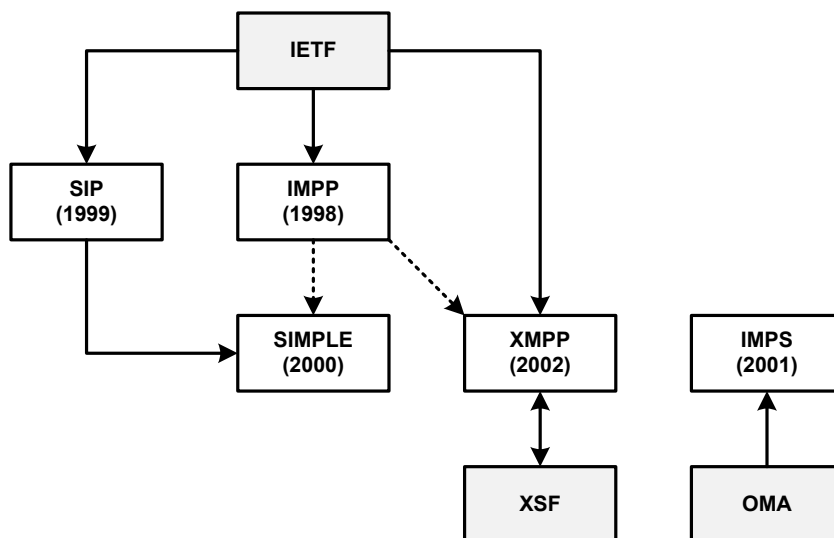 IETF
SIP
(1999)
IMPP
(1998)
SIMPLE
(2000)
XMPP
(2002)
IMPS
(2001)
XSF
OMA